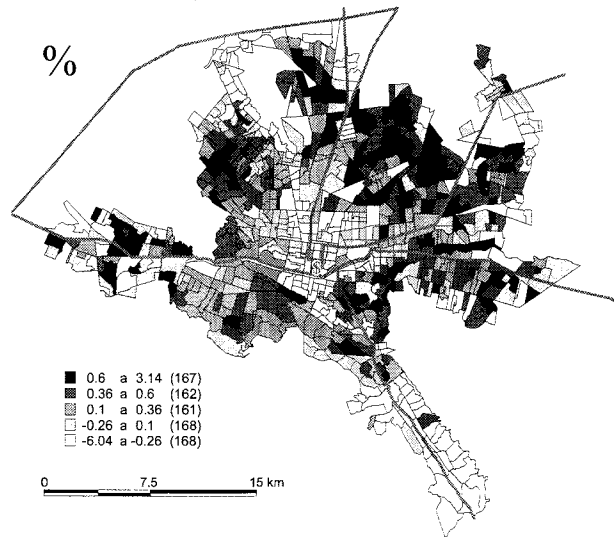 %
0.6 a 3.14 (167)
0.36 a 0.6 (162)
0.1 a 0.36 (161)
-0.26 a 0.1 (168)
-6.04 a -0.26 (168)
0 7.5 15 km